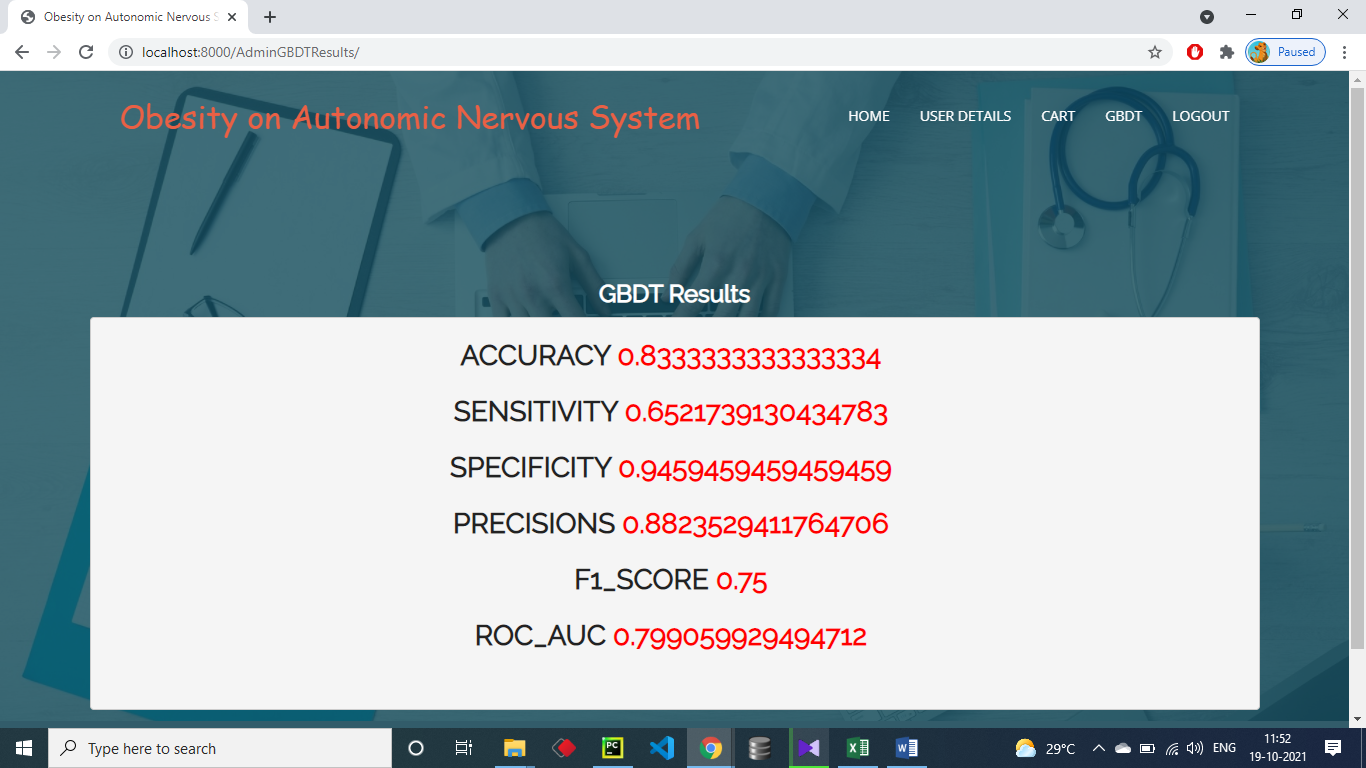 Obesity on Autonomic Nervous S
localhost:8000/AdminGBDTResults/
Paused
Obesity on Autonomic Nervous System
HOME USER DETAILS CART GBDT LOGOUT
GBDT Results
ACCURACY 0.8333333333333334
SENSITIVITY 0.6521739130434783
SPECIFICITY 0.9459459459459459
PRECISIONS 0.8823529411764706
F1_SCORE 0.75
ROC_AUC 0.799059929494712
Type here to search
PC
29°C
ENG
11:52
19-10-2021